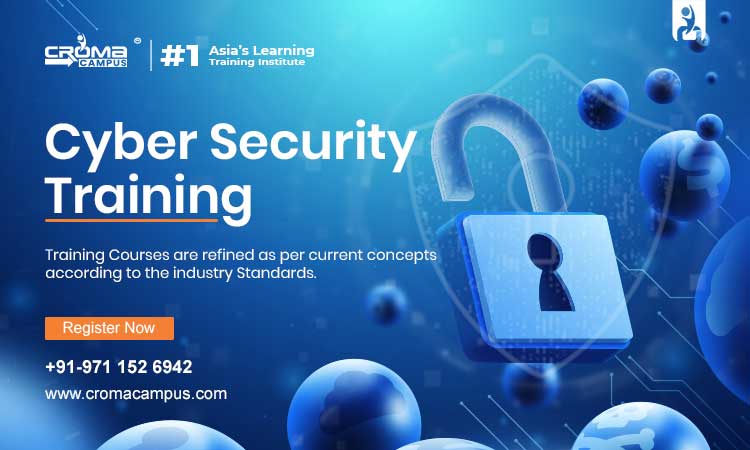 CROMA
CAMPUS
©
#1
Asia's Learning
Training Institute
Cyber Security
Training
Training Courses are refined as per current concepts
according to the industry Standards.
Register Now
+91-971 152 6942
www.cromacampus.com